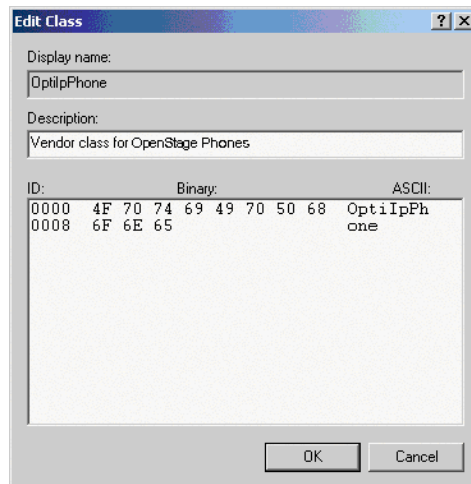 Edit Class
Display name:
OptiIpPhone
Description:
Vendor class for OpenStage Phones
ID: Binary: ASCII:
0000 4F 70 74 69 49 70 50 68 OptiIpPh
0008 6F 6E 65 one
OK Cancel